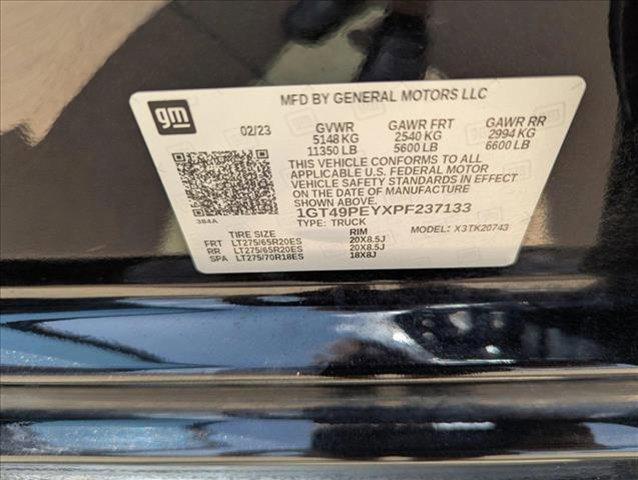 gm
MFD BY GENERAL MOTORS LLC
02/23 GVWR GAWR FRT GAWR RR
5148 KG 2540 KG 2994 KG
11350 LB 5600 LB 6600 LB
THIS VEHICLE CONFORMS TO ALL
APPLICABLE U.S. FEDERAL MOTOR
VEHICLE SAFETY STANDARDS IN EFFECT
ON THE DATE OF MANUFACTURE
SHOWN ABOVE.
1GT49PEYXPF237133
384A TYPE: TRUCK MODEL: X3TK20743
TIRE SIZE RIM
FRT LT275/65R20ES 20X8.5J
RR LT275/65R20ES 20X8.5J
SPA LT275/70R18ES 18X8J